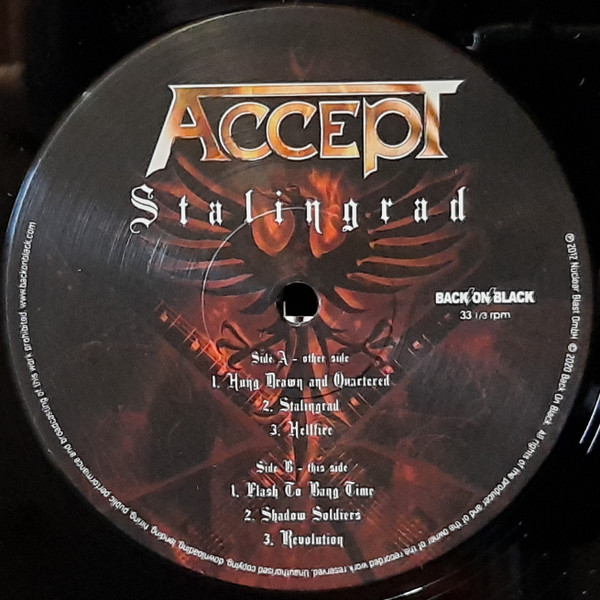 ACCEPT
Stalingrad
BACK ON BLACK
33 1/3 rpm
Side A - other side
1. Hung Drawn and Quartered
2. Stalingrad
3. Hellfire
Side B - this side
1. Flash To Bang Time
2. Shadow Soldiers
3. Revolution
℗ 2012 Nuclear Blast GmbH © 2020 Back On Black. All rights of the producer and of the owner of the recorded work reserved. Unauthorised copying, downloading, lending, hiring, public performance and broadcasting of this work prohibited. www.backonblack.com